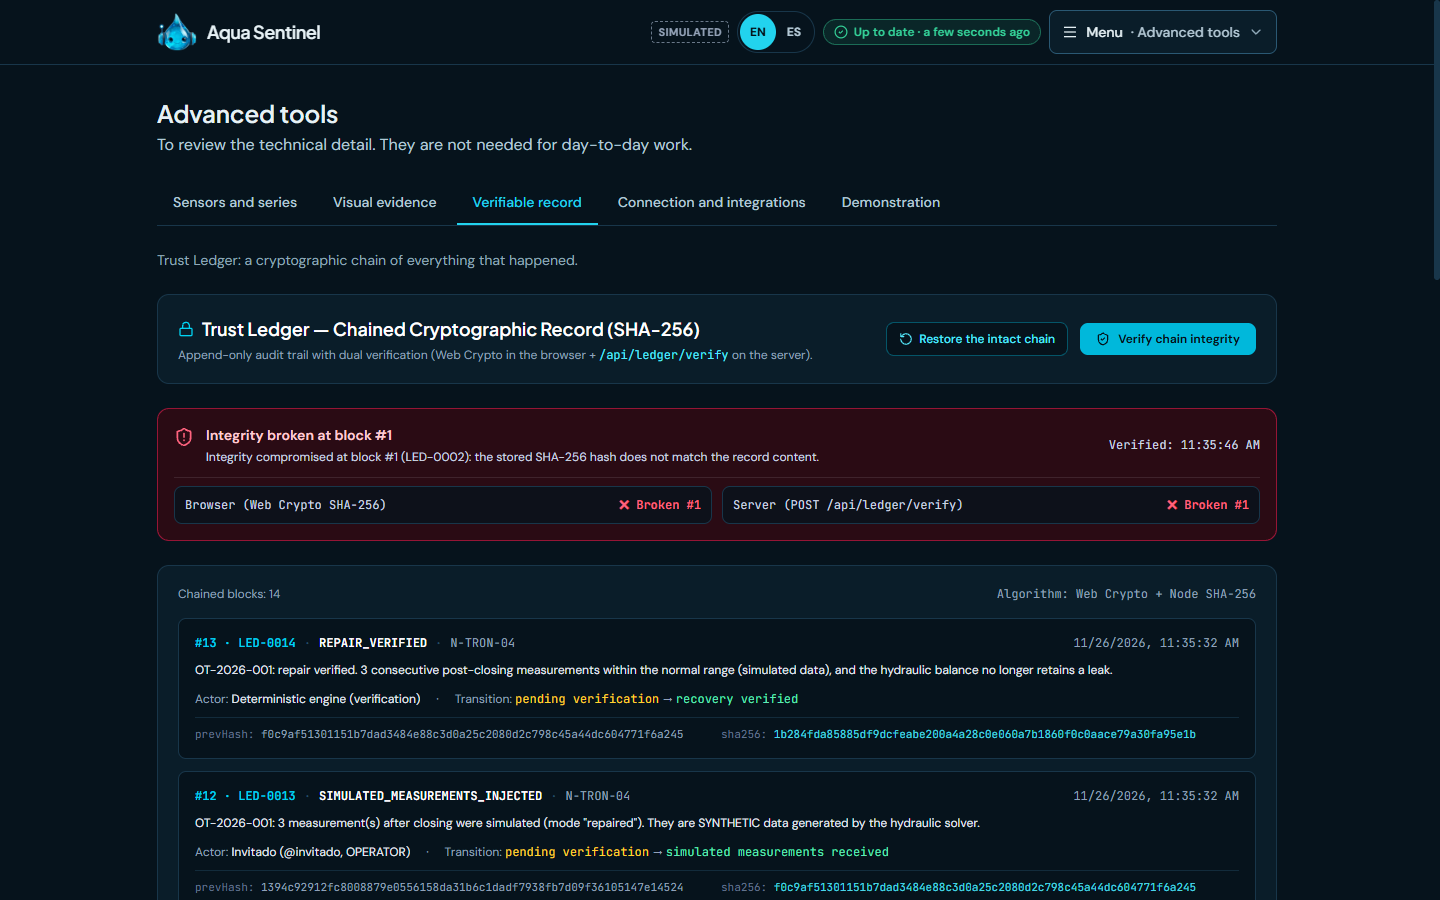 Aqua Sentinel
SIMULATED
EN
ES
Up to date · a few seconds ago
Menu · Advanced tools
Advanced tools
To review the technical detail. They are not needed for day-to-day work.
Sensors and series
Visual evidence
Verifiable record
Connection and integrations
Demonstration
Trust Ledger: a cryptographic chain of everything that happened.
Trust Ledger — Chained Cryptographic Record (SHA-256)
Append-only audit trail with dual verification (Web Crypto in the browser + /api/ledger/verify on the server).
Restore the intact chain
Verify chain integrity
Integrity broken at block #1
Integrity compromised at block #1 (LED-0002): the stored SHA-256 hash does not match the record content.
Verified: 11:35:46 AM
Browser (Web Crypto SHA-256)
Broken #1
Server (POST /api/ledger/verify)
Broken #1
Chained blocks: 14
Algorithm: Web Crypto + Node SHA-256
#13 · LED-0014 · REPAIR_VERIFIED · N-TRON-04
11/26/2026, 11:35:32 AM
OT-2026-001: repair verified. 3 consecutive post-closing measurements within the normal range (simulated data), and the hydraulic balance no longer retains a leak.
Actor: Deterministic engine (verification) · Transition: pending verification → recovery verified
prevHash: f0c9af51301151b7dad3484e88c3d0a25c2080d2c798c45a44dc604771f6a245
sha256: 1b284fda85885df9dcfeabe200a4a28c0e060a7b1860f0c0aace79a30fa95e1b
#12 · LED-0013 · SIMULATED_MEASUREMENTS_INJECTED · N-TRON-04
11/26/2026, 11:35:32 AM
OT-2026-001: 3 measurement(s) after closing were simulated (mode "repaired"). They are SYNTHETIC data generated by the hydraulic solver.
Actor: Invitado (@invitado, OPERATOR) · Transition: pending verification → simulated measurements received
prevHash: 1394c92912fc8008879e0556158da31b6c1dadf7938fb7d09f36105147e14524
sha256: f0c9af51301151b7dad3484e88c3d0a25c2080d2c798c45a44dc604771f6a245